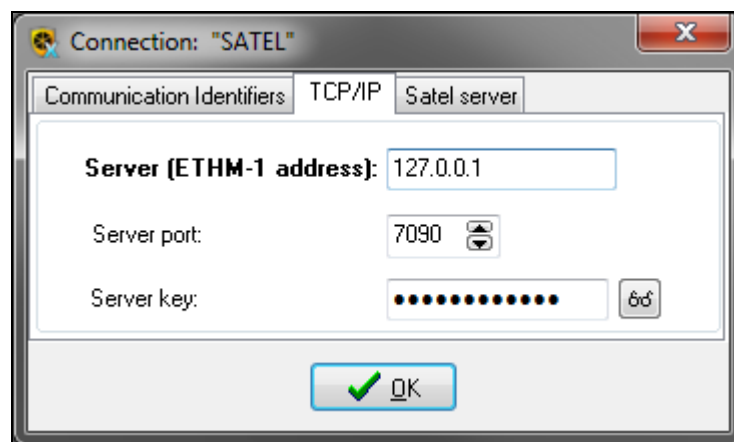 Connection: "SATEL"
Communication Identifiers TCP/IP Satel server
Server (ETHM-1 address): 127.0.0.1
Server port: 7090
Server key: ●●●●●●●●●●●●
OK